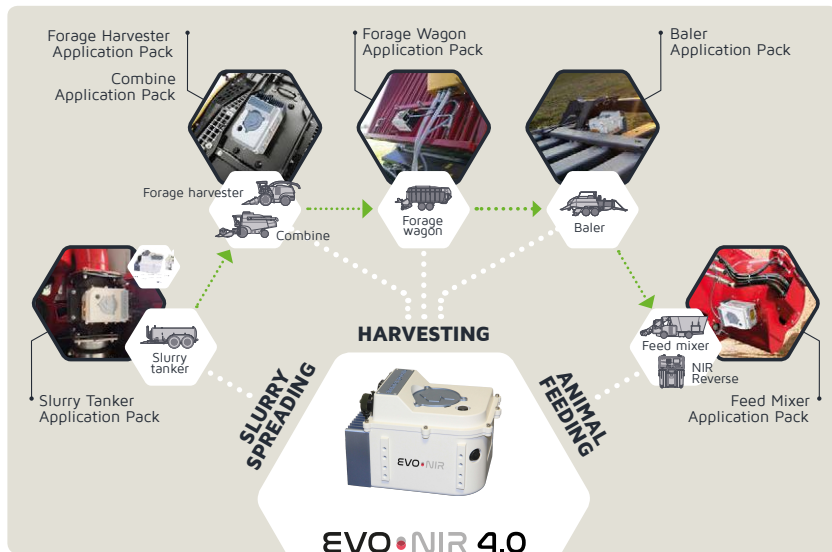 Forage Harvester
Application Pack
Combine
Application Pack
Forage Wagon
Application Pack
Baler
Application Pack
Forage harvester
Combine
Forage
wagon
Baler
Slurry
tanker
Feed mixer
NIR
Reverse
Slurry Tanker
Application Pack
Feed Mixer
Application Pack
HARVESTING
SLURRY
SPREADING
ANIMAL
FEEDING
EVO NIR
EVO NIR 4.0